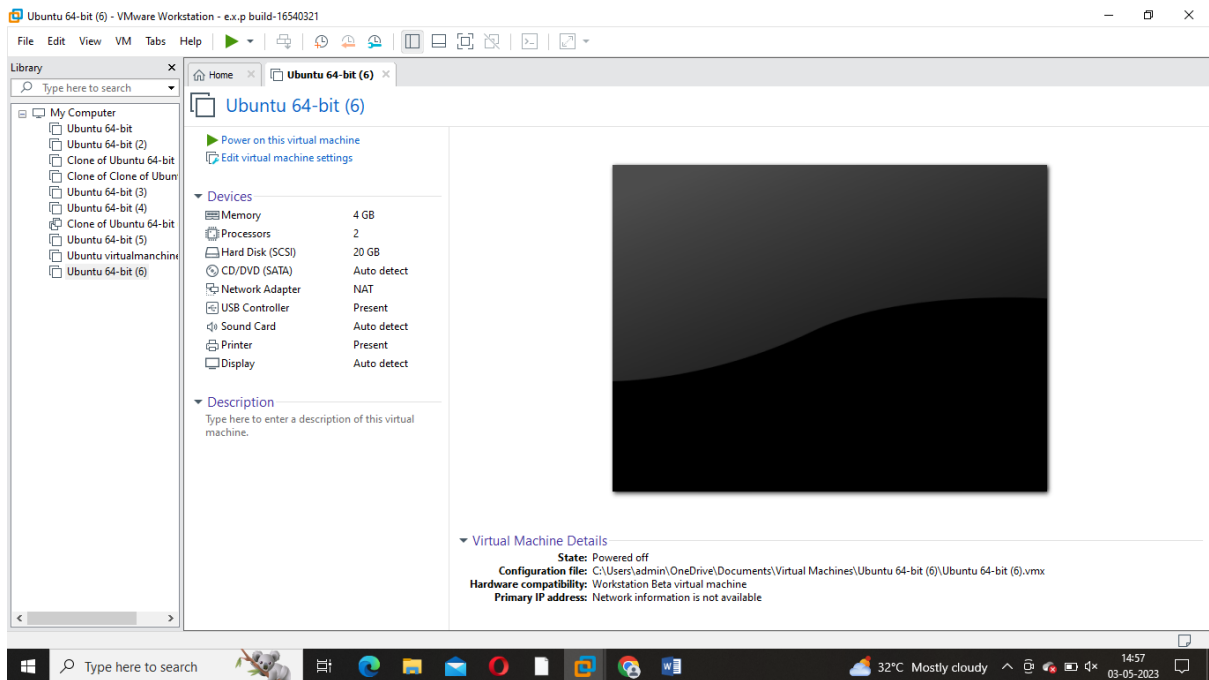 Ubuntu 64-bit (6) - VMware Workstation - e.x.p build-16540321
File Edit View VM Tabs Help
Library
Type here to search
My Computer
Ubuntu 64-bit
Ubuntu 64-bit (2)
Clone of Ubuntu 64-bit
Clone of Clone of Ubun
Ubuntu 64-bit (3)
Ubuntu 64-bit (4)
Clone of Ubuntu 64-bit
Ubuntu 64-bit (5)
Ubuntu virtualmanchine
Ubuntu 64-bit (6)
Home Ubuntu 64-bit (6)
Ubuntu 64-bit (6)
Power on this virtual machine
Edit virtual machine settings
Devices
Memory 4 GB
Processors 2
Hard Disk (SCSI) 20 GB
CD/DVD (SATA) Auto detect
Network Adapter NAT
USB Controller Present
Sound Card Auto detect
Printer Present
Display Auto detect
Description
Type here to enter a description of this virtual
machine.
Virtual Machine Details
State: Powered off
Configuration file: C:\Users\admin\OneDrive\Documents\Virtual Machines\Ubuntu 64-bit (6)\Ubuntu 64-bit (6).vmx
Hardware compatibility: Workstation Beta virtual machine
Primary IP address: Network information is not available
Type here to search
32°C Mostly cloudy
14:57
03-05-2023